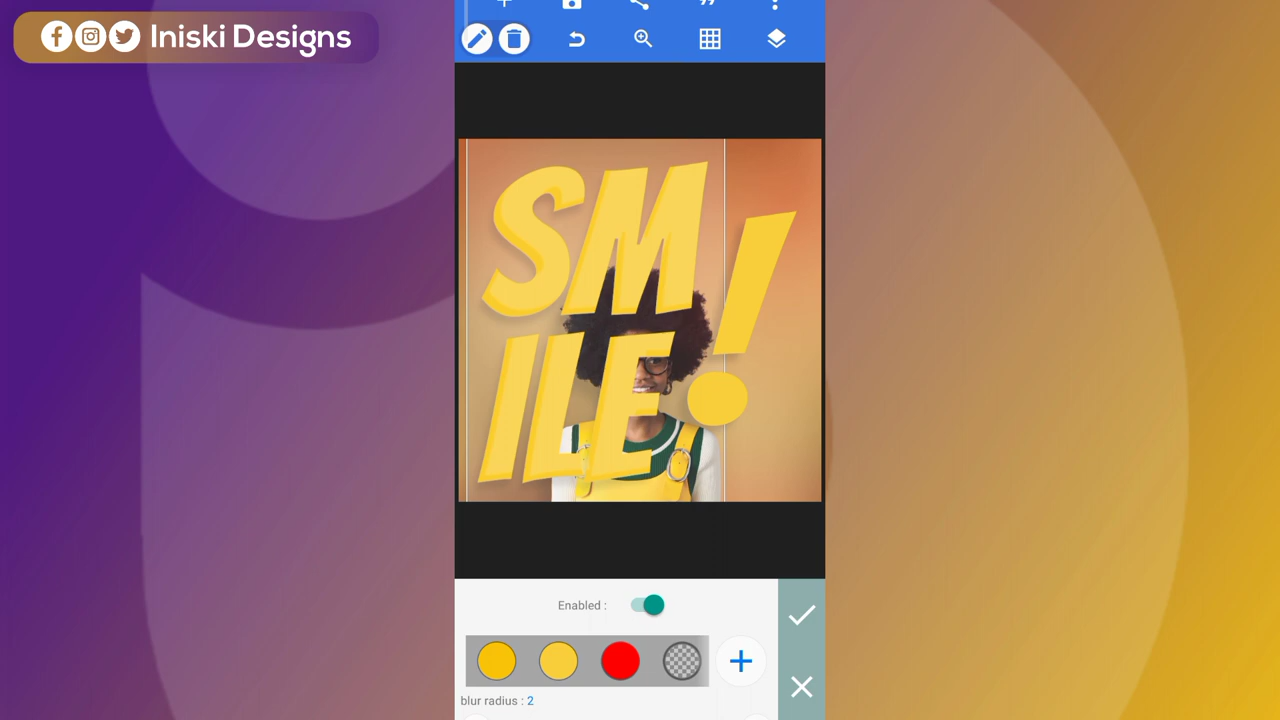 Iniski Designs
SM
ILE!
Enabled :
blur radius : 2